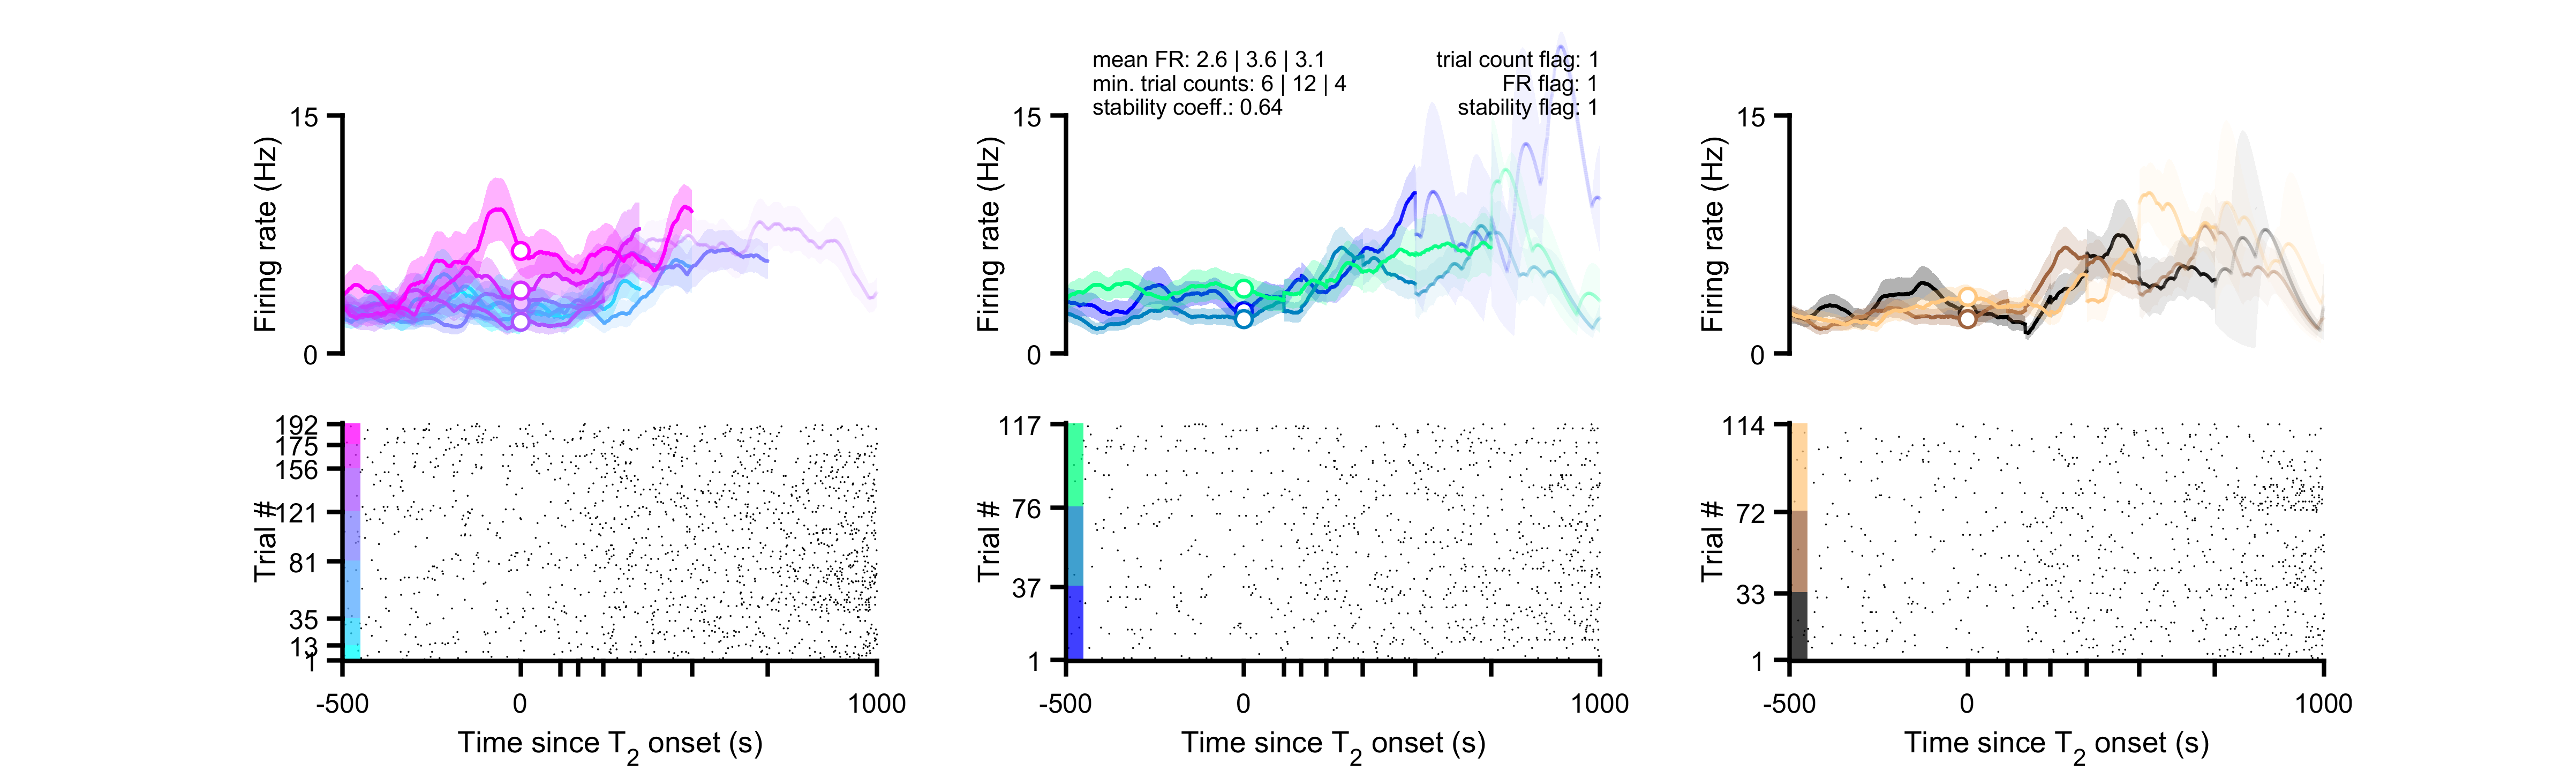 mean FR: 2.6 | 3.6 | 3.1
min. trial counts: 6 | 12 | 4
stability coeff.: 0.64
trial count flag: 1
FR flag: 1
stability flag: 1
Firing rate (Hz)
15
0
Firing rate (Hz)
15
0
Firing rate (Hz)
15
0
Trial #
192
175
156
121
81
35
13
1
-500
0
1000
Time since T2 onset (s)
Trial #
117
76
37
1
-500
0
1000
Time since T2 onset (s)
Trial #
114
72
33
1
-500
0
1000
Time since T2 onset (s)